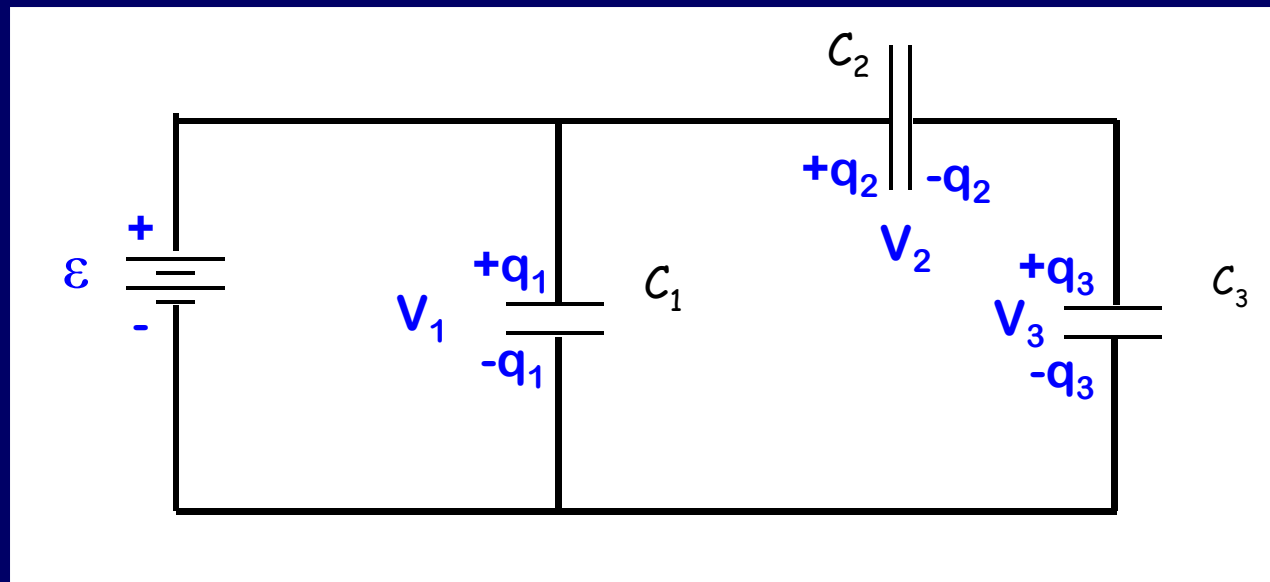 C₂
+q₂ -q₂
V₂
+
ε
-
+q₁
C₁
V₁
-q₁
+q₃
C₃
V₃
-q₃